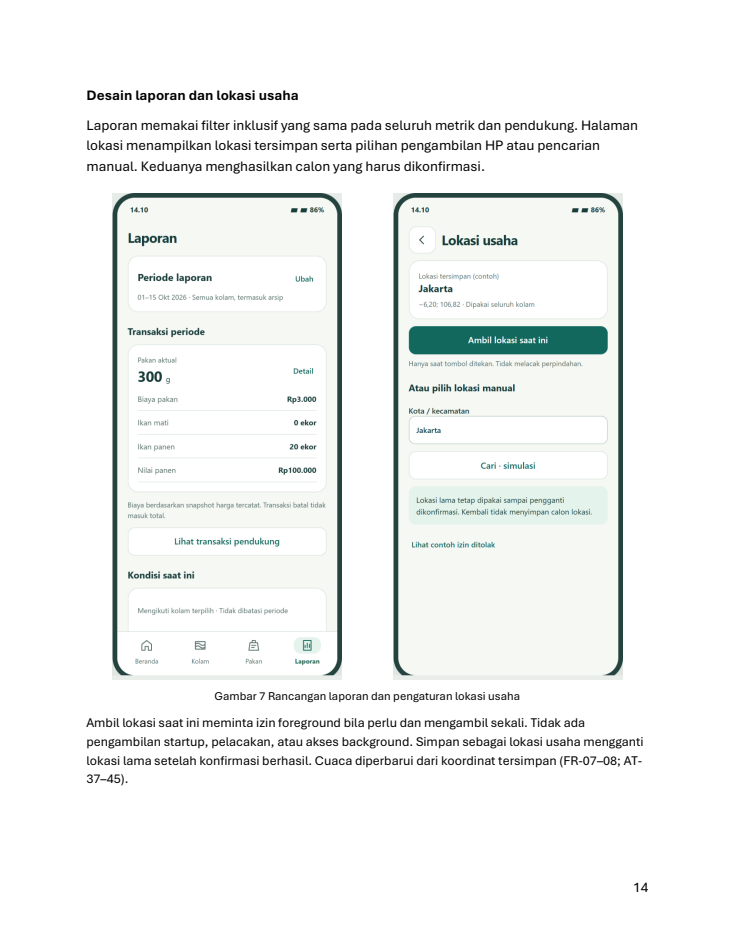 Desain laporan dan lokasi usaha
Laporan memakai filter inklusif yang sama pada seluruh metrik dan pendukung. Halaman
lokasi menampilkan lokasi tersimpan serta pilihan pengambilan HP atau pencarian
manual. Keduanya menghasilkan calon yang harus dikonfirmasi.
14.10
86%
Laporan
Periode laporan
Ubah
01–15 Okt 2026 · Semua kolam, termasuk arsip
Transaksi periode
Pakan aktual
300 g
Detail
Biaya pakan Rp3.000
Ikan mati 0 ekor
Ikan panen 20 ekor
Nilai panen Rp100.000
Biaya berdasarkan snapshot harga tercatat. Transaksi batal tidak
masuk total.
Lihat transaksi pendukung
Kondisi saat ini
Mengikuti kolam terpilih · Tidak dibatasi periode
Beranda Kolam Pakan Laporan
14.10
86%
Lokasi usaha
Lokasi tersimpan (contoh)
Jakarta
−6,20; 106,82 · Dipakai seluruh kolam
Ambil lokasi saat ini
Hanya saat tombol ditekan. Tidak melacak perpindahan.
Atau pilih lokasi manual
Kota / kecamatan
Jakarta
Cari · simulasi
Lokasi lama tetap dipakai sampai pengganti
dikonfirmasi. Kembali tidak menyimpan calon lokasi.
Lihat contoh izin ditolak
Gambar 7 Rancangan laporan dan pengaturan lokasi usaha
Ambil lokasi saat ini meminta izin foreground bila perlu dan mengambil sekali. Tidak ada
pengambilan startup, pelacakan, atau akses background. Simpan sebagai lokasi usaha mengganti
lokasi lama setelah konfirmasi berhasil. Cuaca diperbarui dari koordinat tersimpan (FR-07–08; AT-
37–45).
14